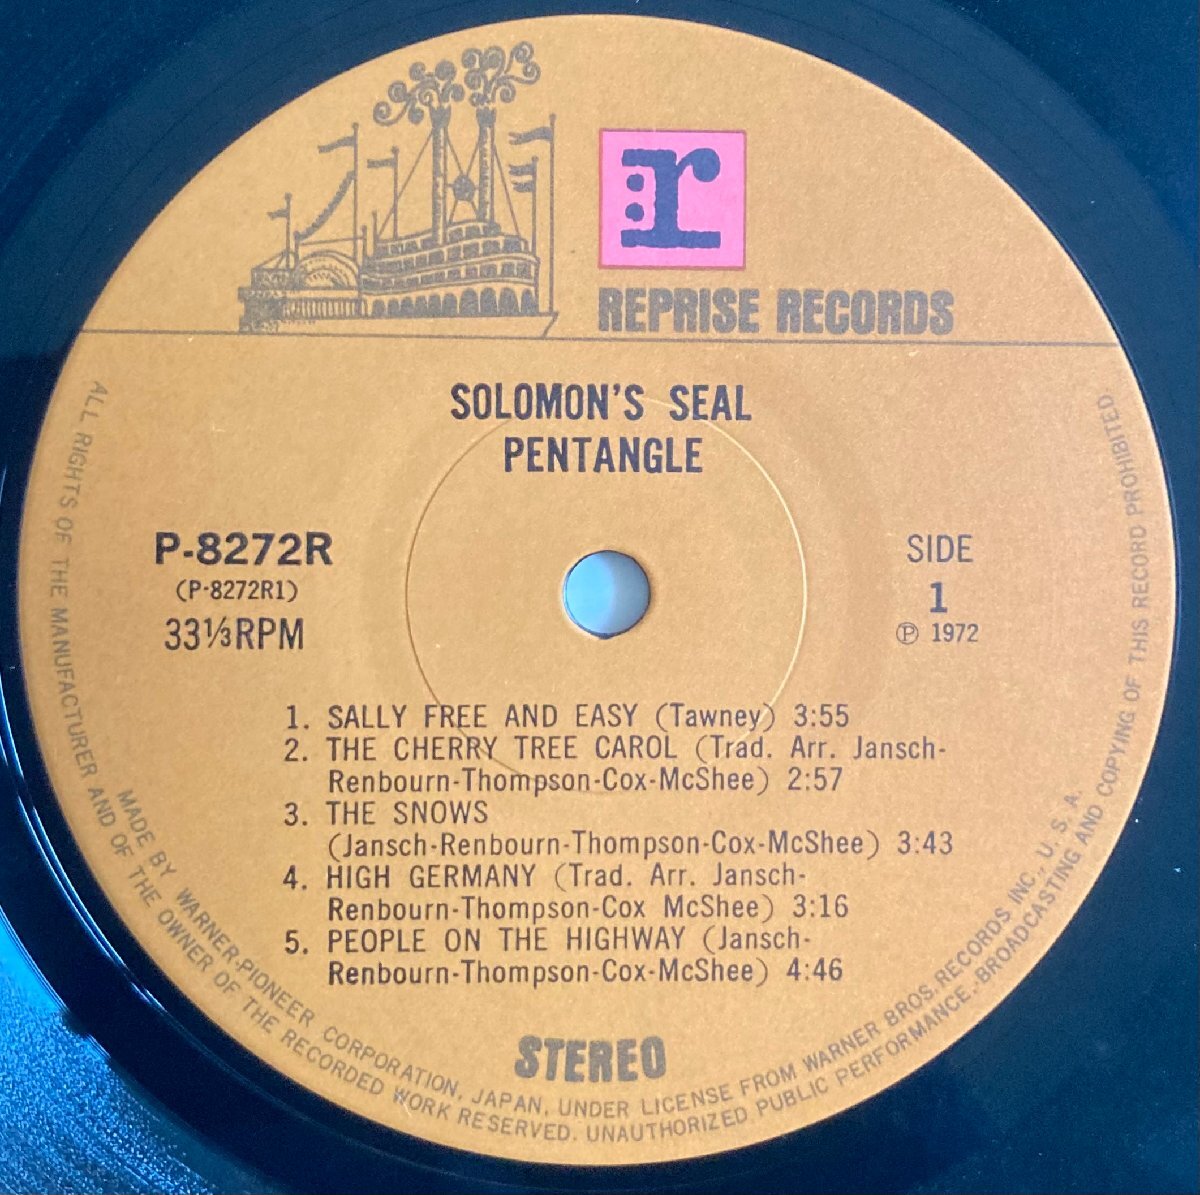 r:
REPRISE RECORDS
SOLOMON'S SEAL
PENTANGLE
P-8272R
(P-8272R1)
33⅓RPM
SIDE
1
Ⓟ 1972
1. SALLY FREE AND EASY (Tawney) 3:55
2. THE CHERRY TREE CAROL (Trad. Arr. Jansch-
Renbourn-Thompson-Cox-McShee) 2:57
3. THE SNOWS
(Jansch-Renbourn-Thompson-Cox-McShee) 3:43
4. HIGH GERMANY (Trad. Arr. Jansch-
Renbourn-Thompson-Cox McShee) 3:16
5. PEOPLE ON THE HIGHWAY (Jansch-
Renbourn-Thompson-Cox-McShee) 4:46
STEREO
MADE BY WARNER-PIONEER CORPORATION, JAPAN, UNDER LICENSE FROM WARNER BROS. RECORDS INC., U.S.A.
ALL RIGHTS OF THE MANUFACTURER AND OF THE OWNER OF THE RECORDED WORK RESERVED. UNAUTHORIZED PUBLIC PERFORMANCE, BROADCASTING AND COPYING OF THIS RECORD PROHIBITED.